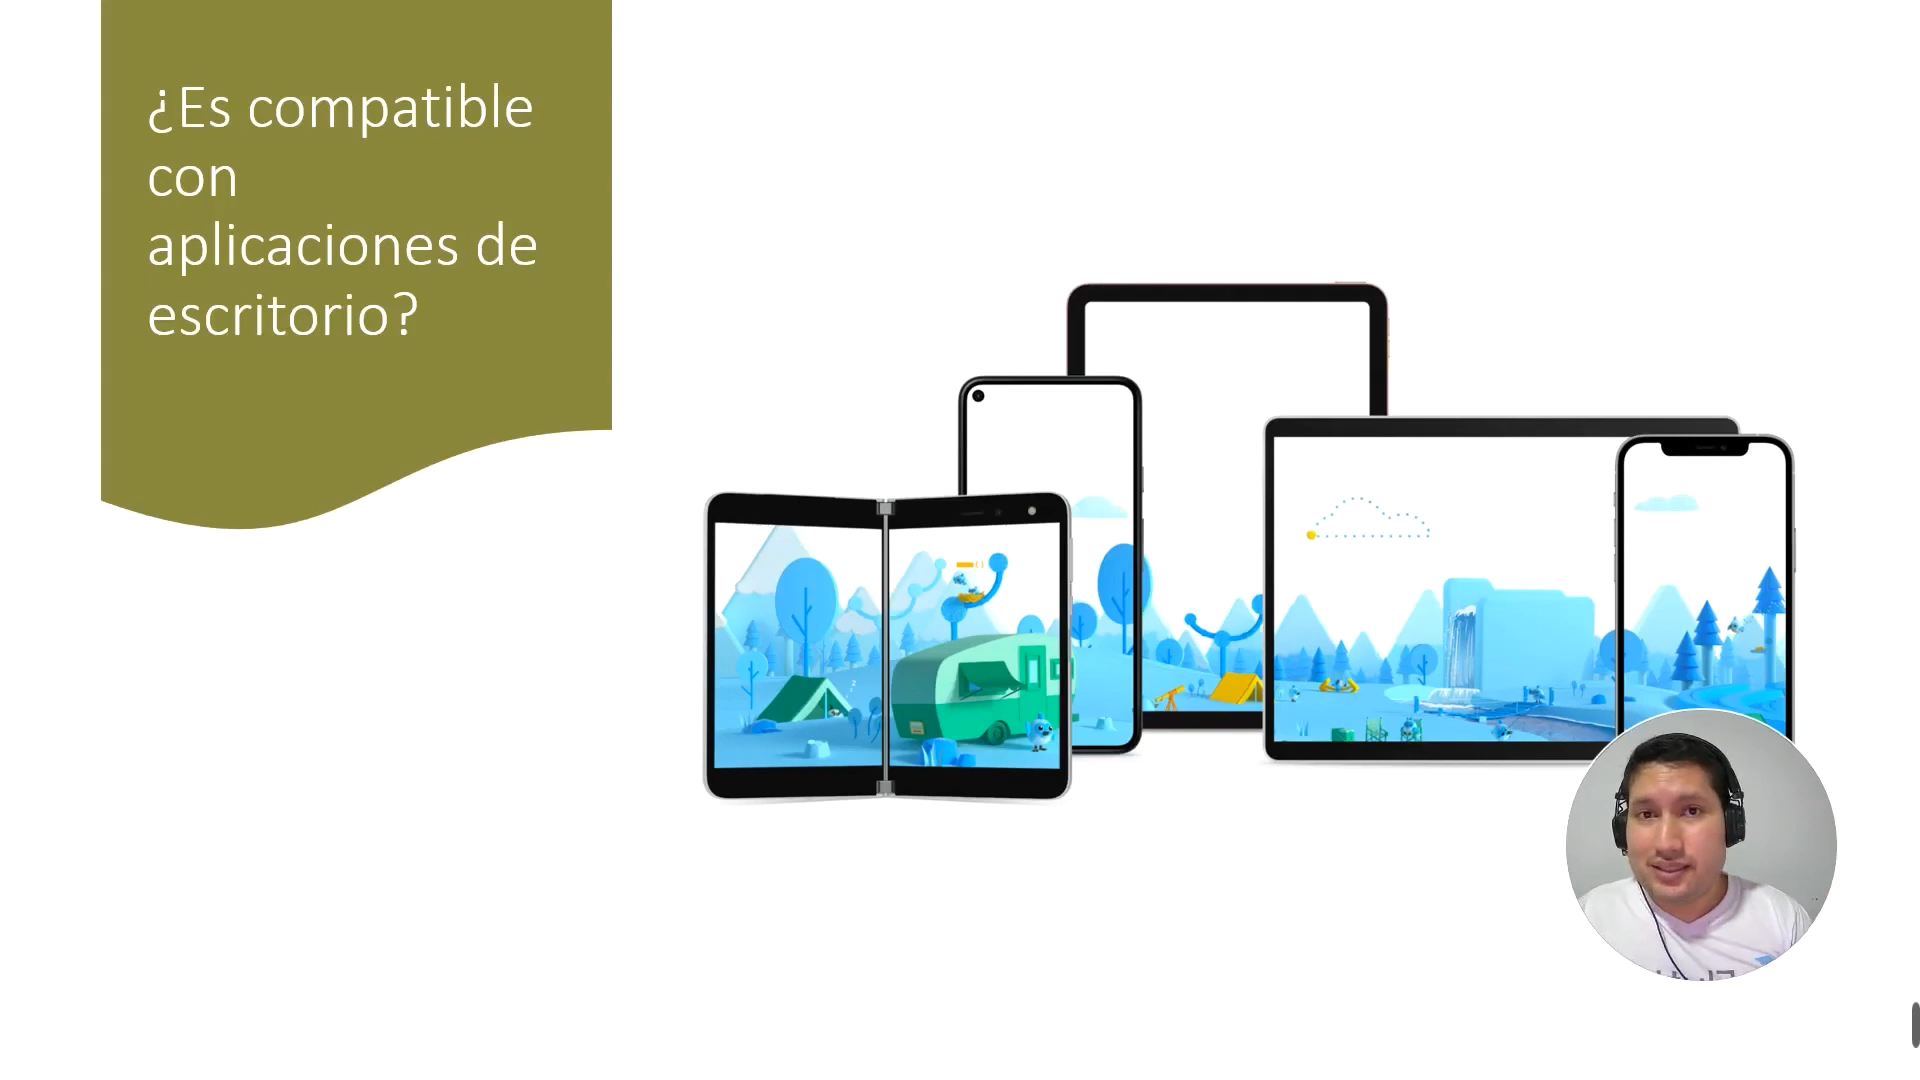 ¿Es compatible
con
aplicaciones de
escritorio?